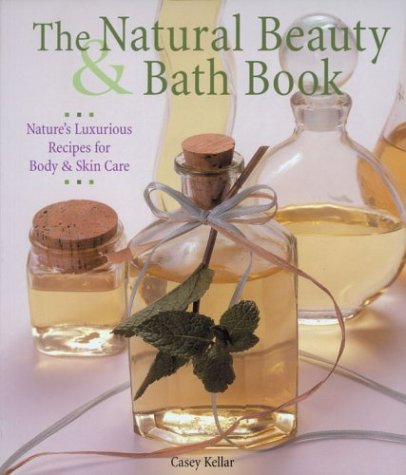 The Natural Beauty
& Bath Book
Nature's Luxurious
Recipes for
Body & Skin Care
Casey Kellar